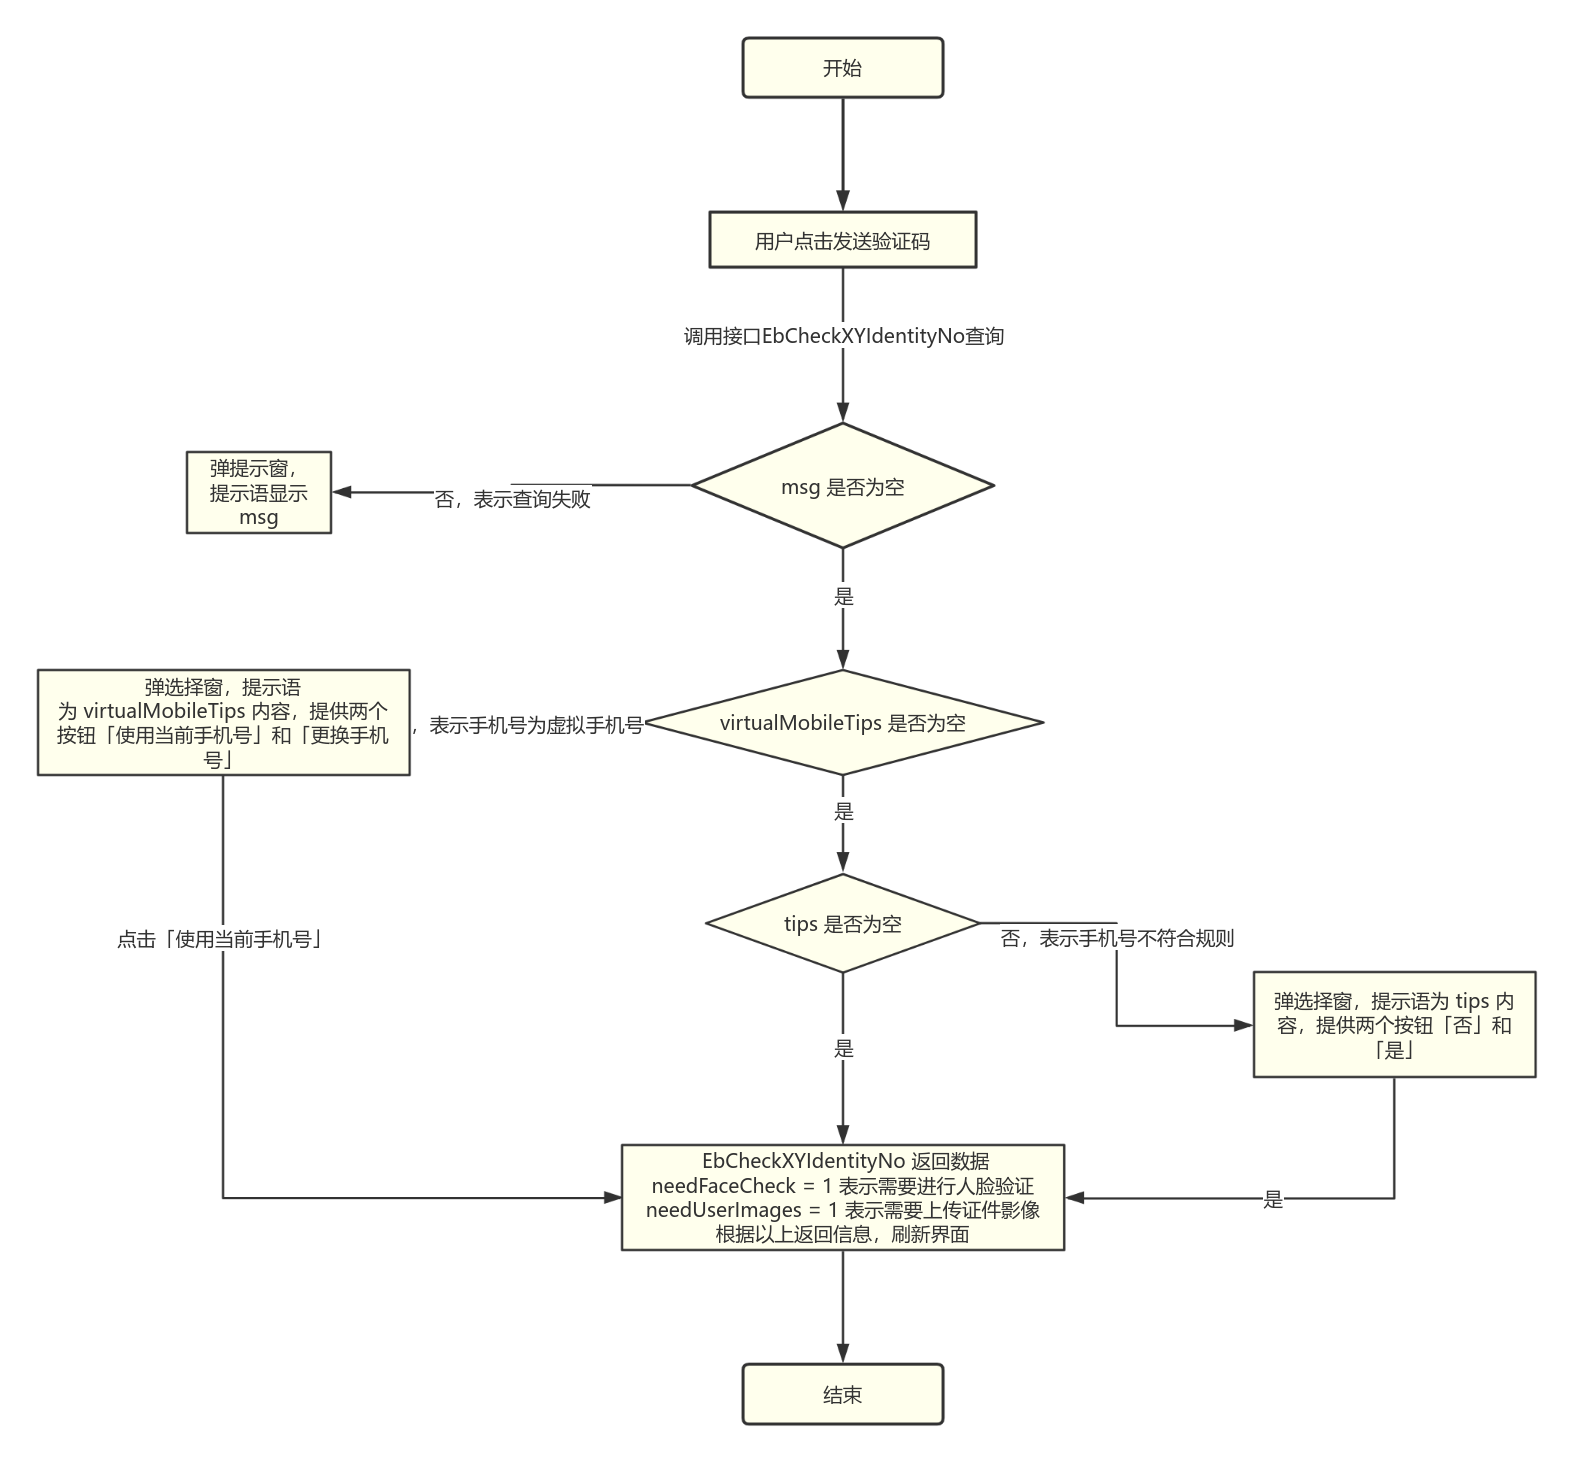 开始
用户点击发送验证码
调用接口EbCheckXYIdentityNo查询
msg 是否为空
否，表示查询失败
弹提示窗，
提示语显示
msg
是
virtualMobileTips 是否为空
，表示手机号为虚拟手机号
弹选择窗，提示语
为 virtualMobileTips 内容，提供两个
按钮「使用当前手机号」和「更换手机
号」
是
tips 是否为空
否，表示手机号不符合规则
点击「使用当前手机号」
弹选择窗，提示语为 tips 内
容，提供两个按钮「否」和
「是」
是
EbCheckXYIdentityNo 返回数据
needFaceCheck = 1 表示需要进行人脸验证
needUserImages = 1 表示需要上传证件影像
根据以上返回信息，刷新界面
是
结束